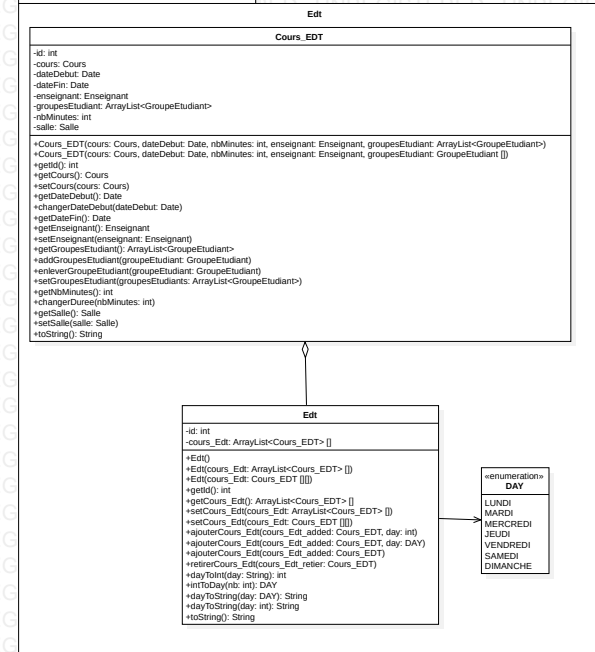 Edt
Cours_EDT
-id: int
-cours: Cours
-dateDebut: Date
-dateFin: Date
-enseignant: Enseignant
-groupesEtudiant: ArrayList<GroupeEtudiant>
-nbMinutes: int
-salle: Salle
+Cours_EDT(cours: Cours, dateDebut: Date, nbMinutes: int, enseignant: Enseignant, groupesEtudiant: ArrayList<GroupeEtudiant>)
+Cours_EDT(cours: Cours, dateDebut: Date, nbMinutes: int, enseignant: Enseignant, groupesEtudiant: GroupeEtudiant [])
+getId(): int
+getCours(): Cours
+setCours(cours: Cours)
+getDateDebut(): Date
+changerDateDebut(dateDebut: Date)
+getDateFin(): Date
+getEnseignant(): Enseignant
+setEnseignant(enseignant: Enseignant)
+getGroupesEtudiant(): ArrayList<GroupeEtudiant>
+addGroupesEtudiant(groupeEtudiant: GroupeEtudiant)
+enleverGroupeEtudiant(groupeEtudiant: GroupeEtudiant)
+setGroupesEtudiant(groupesEtudiants: ArrayList<GroupeEtudiant>)
+getNbMinutes(): int
+changerDuree(nbMinutes: int)
+getSalle(): Salle
+setSalle(salle: Salle)
+toString(): String
Edt
-id: int
-cours_Edt: ArrayList<Cours_EDT> []
+Edt()
+Edt(cours_Edt: ArrayList<Cours_EDT> [])
+Edt(cours_Edt: Cours_EDT [][])
+getId(): int
+getCours_Edt(): ArrayList<Cours_EDT> []
+setCours_Edt(cours_Edt: ArrayList<Cours_EDT> [])
+setCours_Edt(cours_Edt: Cours_EDT [][])
+ajouterCours_Edt(cours_Edt_added: Cours_EDT, day: int)
+ajouterCours_Edt(cours_Edt_added: Cours_EDT, day: DAY)
+ajouterCours_Edt(cours_Edt_added: Cours_EDT)
+retirerCours_Edt(cours_Edt_retier: Cours_EDT)
+dayToInt(day: String): int
+intToDay(nb: int): DAY
+dayToString(day: DAY): String
+dayToString(day: int): String
+toString(): String
«enumeration»
DAY
LUNDI
MARDI
MERCREDI
JEUDI
VENDREDI
SAMEDI
DIMANCHE